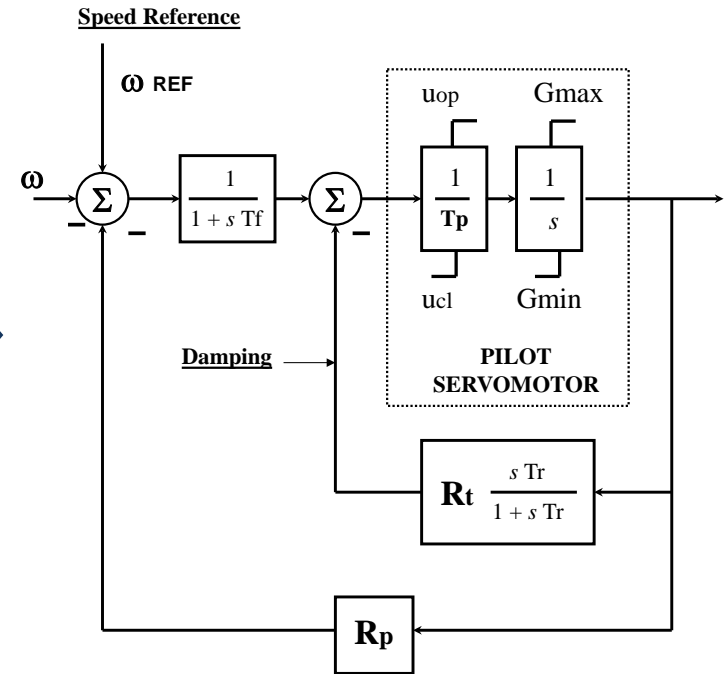 Speed Reference
ω REF
uop
Gmax
ω
Σ
1
1 + s Tf
Σ
1
Tp
1
s
ucl
Gmin
Damping
PILOT
SERVOMOTOR
Rt
s Tr
1 + s Tr
Rp